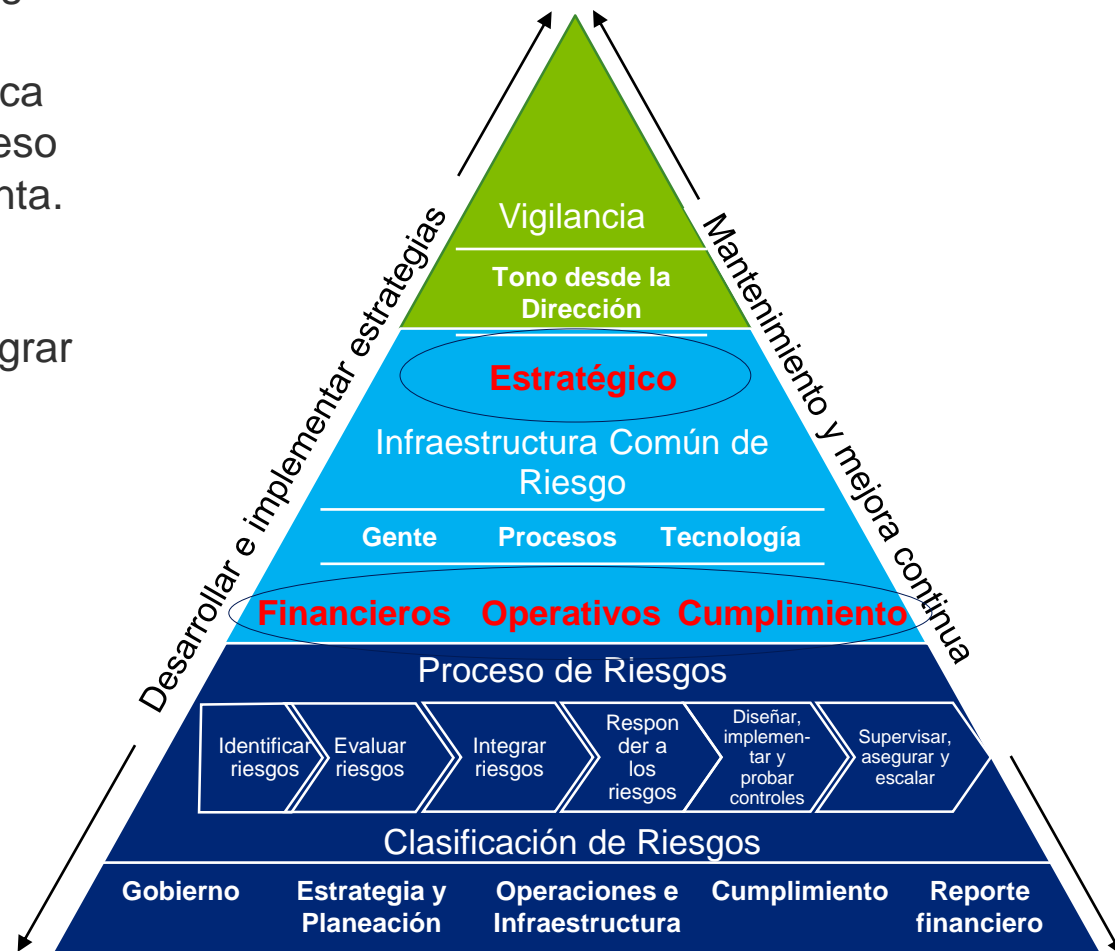 ca
eso
nta.
grar
Desarrollar e implementar estrategias
Mantenimiento y mejora continua
Vigilancia
Tono desde la
Dirección
Estratégico
Infraestructura Común de
Riesgo
Gente Procesos Tecnología
Financieros Operativos Cumplimiento
Proceso de Riesgos
Identificar
riesgos
Evaluar
riesgos
Integrar
riesgos
Respon
der a
los
riesgos
Diseñar,
implemen-
tar y
probar
controles
Supervisar,
asegurar y
escalar
Clasificación de Riesgos
Gobierno
Estrategia y
Planeación
Operaciones e
Infraestructura
Cumplimiento
Reporte
financiero